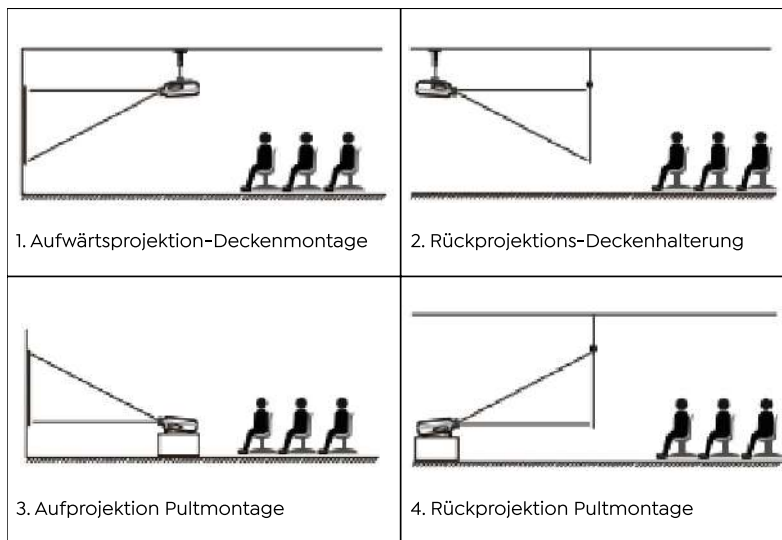 1. Aufwärtsprojektion-Deckenmontage
2. Rückprojektions-Deckenhalterung
3. Aufprojektion Pultmontage
4. Rückprojektion Pultmontage